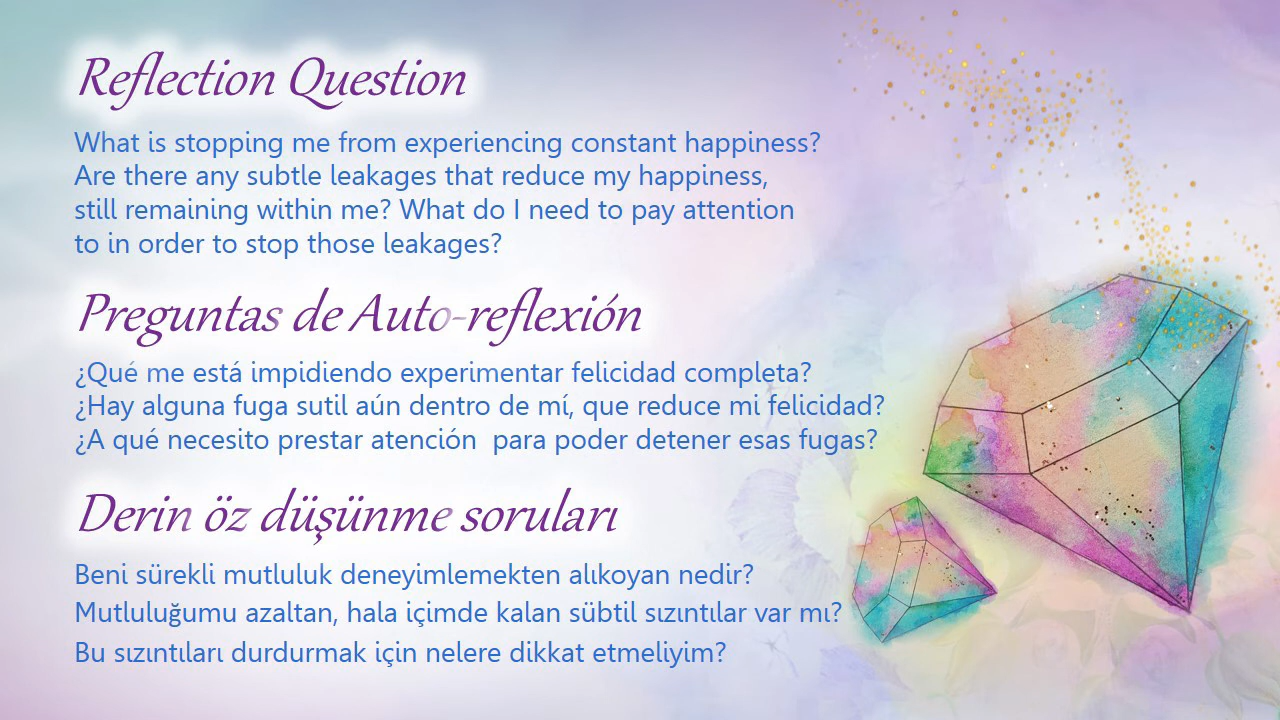 Reflection Question
What is stopping me from experiencing constant happiness?
Are there any subtle leakages that reduce my happiness,
still remaining within me? What do I need to pay attention
to in order to stop those leakages?
Preguntas de Auto-reflexión
¿Qué me está impidiendo experimentar felicidad completa?
¿Hay alguna fuga sutil aún dentro de mí, que reduce mi felicidad?
¿A qué necesito prestar atención  para poder detener esas fugas?
Derin öz düşünme soruları
Beni sürekli mutluluk deneyimlemekten alıkoyan nedir?
Mutluluğumu azaltan, hala içimde kalan sübtil sızıntılar var mı?
Bu sızıntıları durdurmak için nelere dikkat etmeliyim?